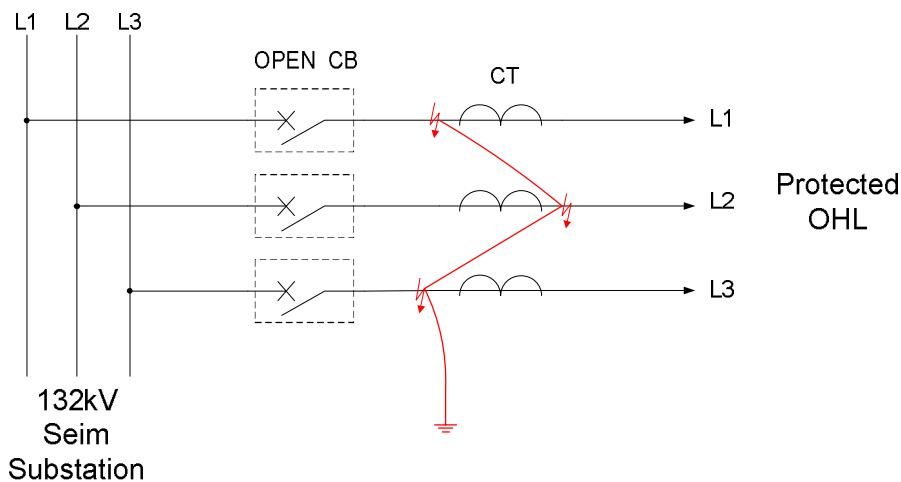 L1 L2 L3
OPEN CB
CT
L1
L2
L3
Protected
OHL
132kV
Seim
Substation